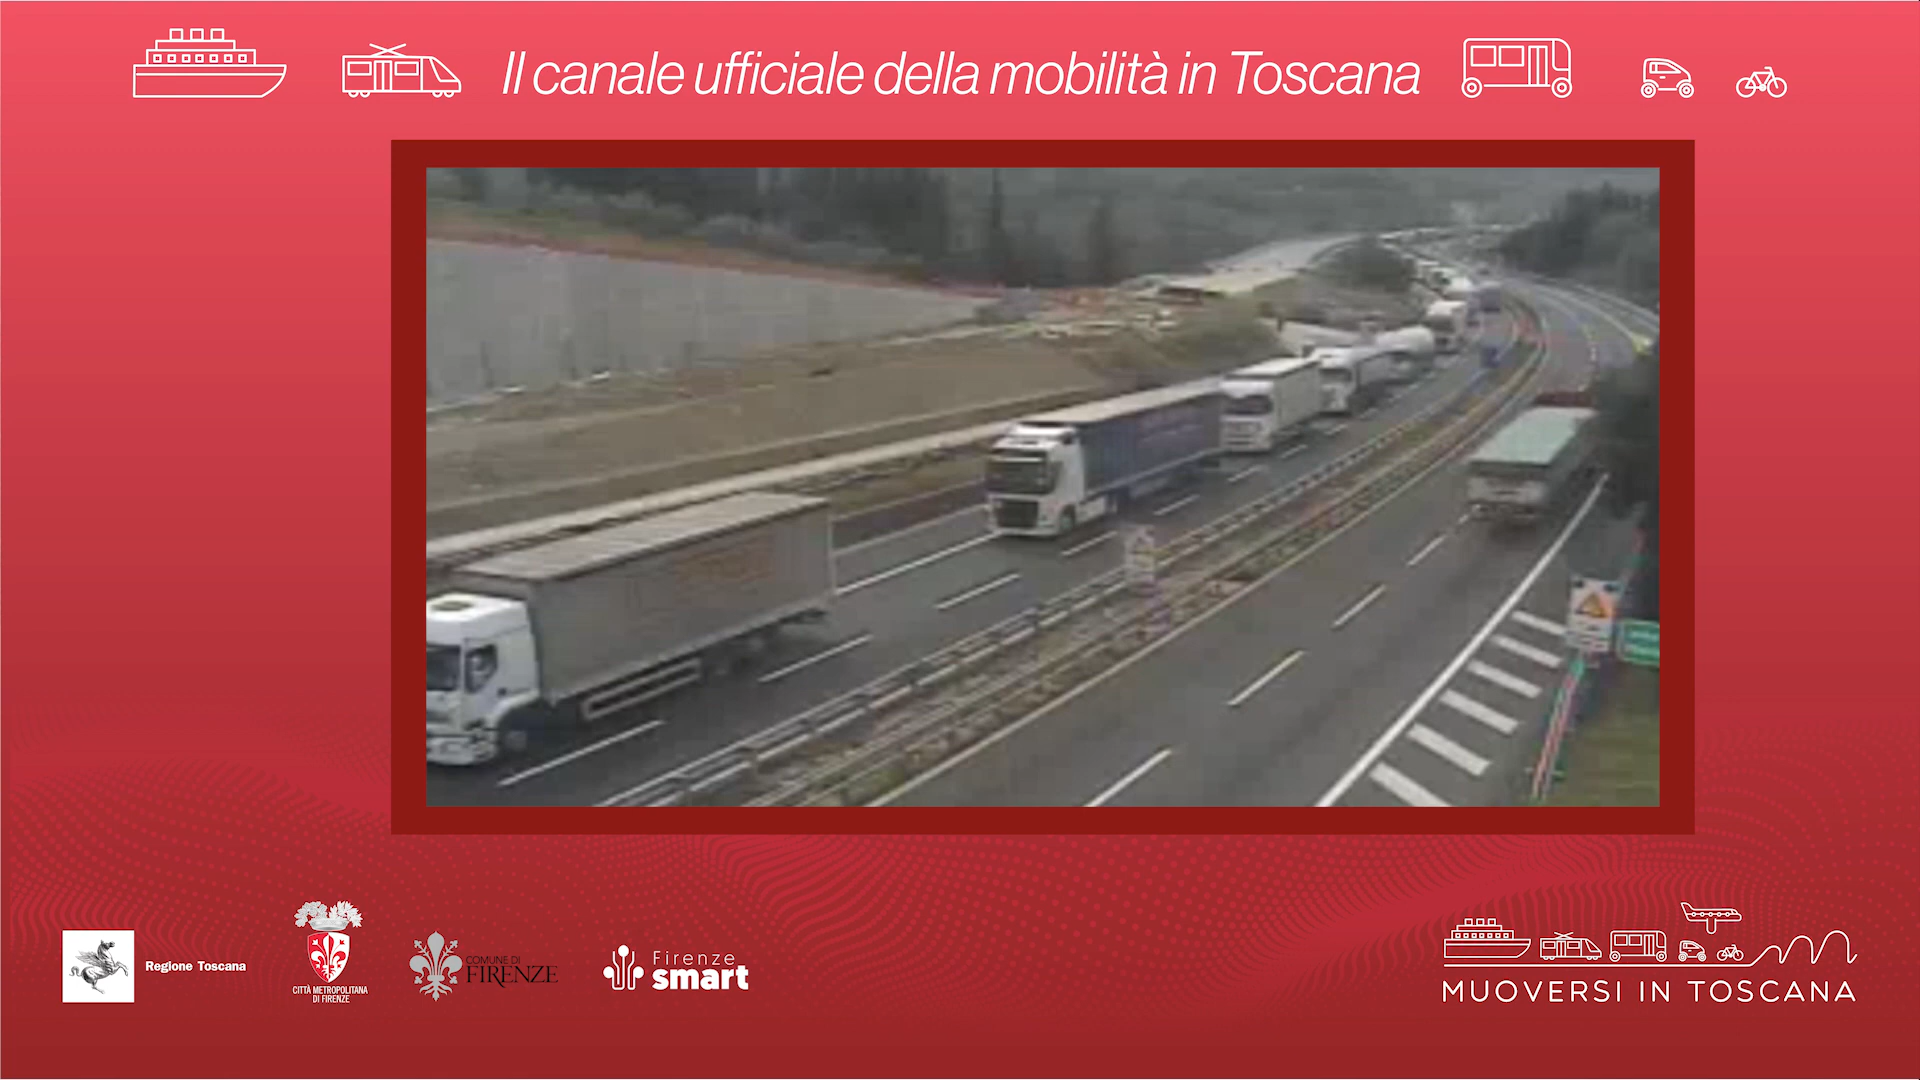 Il canale ufficiale della mobilità in Toscana
Regione Toscana
CITTÀ METROPOLITANA
DI FIRENZE
COMUNE DI
FIRENZE
Firenze
smart
MUOVERSI IN TOSCANA